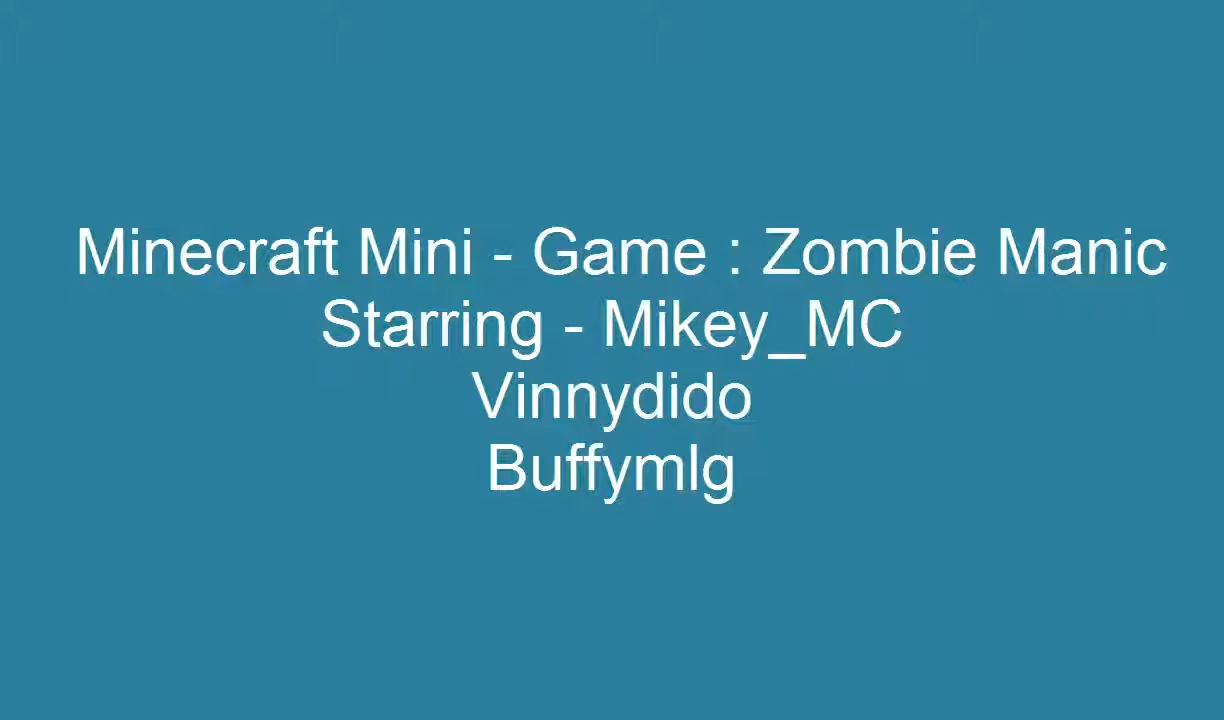 Minecraft Mini - Game : Zombie Manic
Starring - Mikey_MC
Vinnydido
Buffymlg